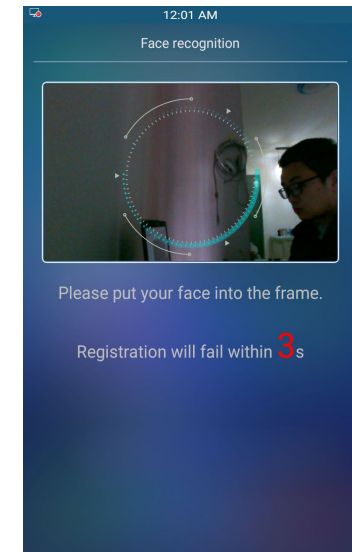 12:01 AM
Face recognition
Please put your face into the frame.
Registration will fail within 3s